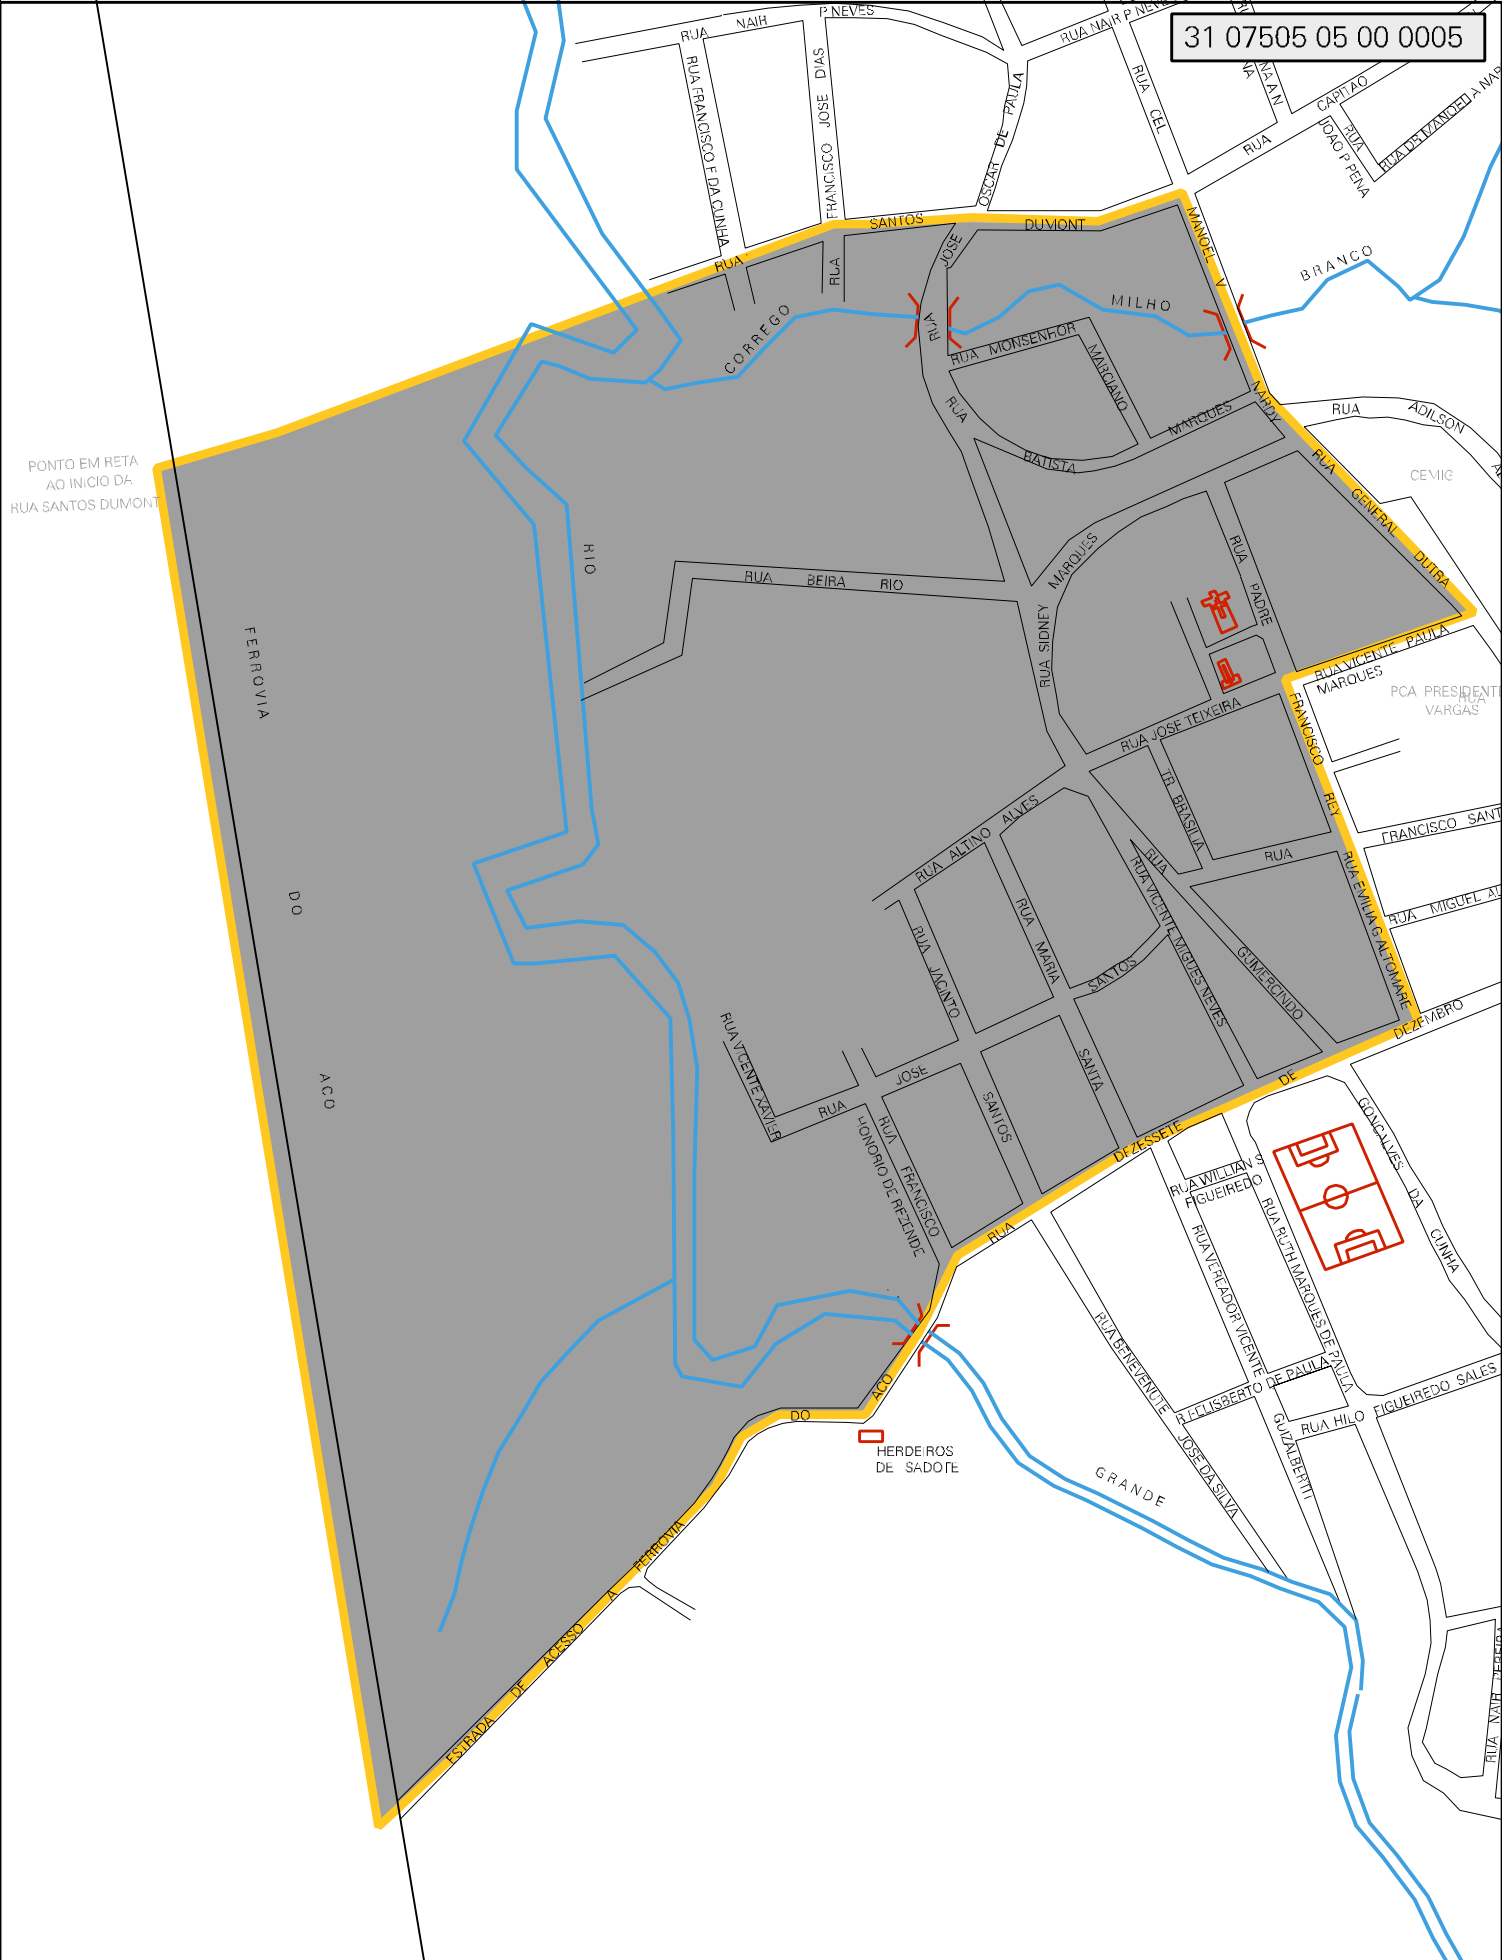 31 07505 05 00 0005
RUA NAIR P NEVES
RUA NAIR P NEVES
RUA FRANCISCO F DA CUNHA
FRANCISCO JOSE DIAS
RUA
OSCAR DE PAULA
RUA CEL
MANOEL V
NARDY
RUA CAPITAO
RUA
JOAO P PENA
RUA DR MANOEL A NAR
RUA SANTOS DUMONT
JOSE
RUA
CORREGO MILHO BRANCO
RUA MONSENHOR
MARCIANO
RUA BATISTA MARQUES
RUA ADILSON
CEMIG
RUA GENERAL DUTRA
PONTO EM RETA
AO INICIO DA
RUA SANTOS DUMONT
RIO
RUA BEIRA RIO
MARQUES
RUA SIDNEY
RUA PADRE
FRANCISCO REY
FERROVIA
DO
ACO
RUA VICENTE PAULA
MARQUES
PCA PRESIDENTE
VARGAS
RUA
RUA JOSE TEIXEIRA
TR BRASILIA
FRANCISCO SANT
RUA
RUA ALTINO ALVES
RUA GUMERCINDO
RUA VICENTE MIGUES NEVES
RUA EMILIA G ALTOMARE
RUA MIGUEL AL
RUA MARIA
SANTA
RUA JACINTO
SANTOS
RUA JOSE SANTOS
RUA VICENTE XAVIER
RUA FRANCISCO
HONORIO DE REZENDE
RUA DEZESSETE DE DEZEMBRO
RUA WILLIAN S
FIGUEIREDO
GONCALVES DA CUNHA
RUA RUTH MARQUES DE PAULA
RUA VEREADOR VICENTE
GUIZALBERTI
RUA BENEVENUTE
JOSE DA SILVA
R FELISBERTO DE PAULA
RUA HILO FIGUEIREDO SALES
HERDEIROS
DE SADOTE
GRANDE
ESTRADA DE ACESSO A FERROVIA DO ACO
RUA NAIR PEREIRA